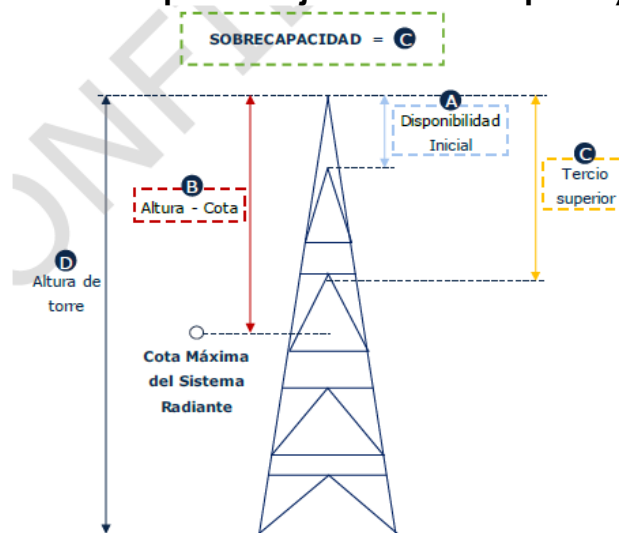 SOBRECAPACIDAD = C
A
Disponibilidad
Inicial
B
Altura - Cota
C
Tercio
superior
D
Altura de
torre
Cota Máxima
del Sistema
Radiante